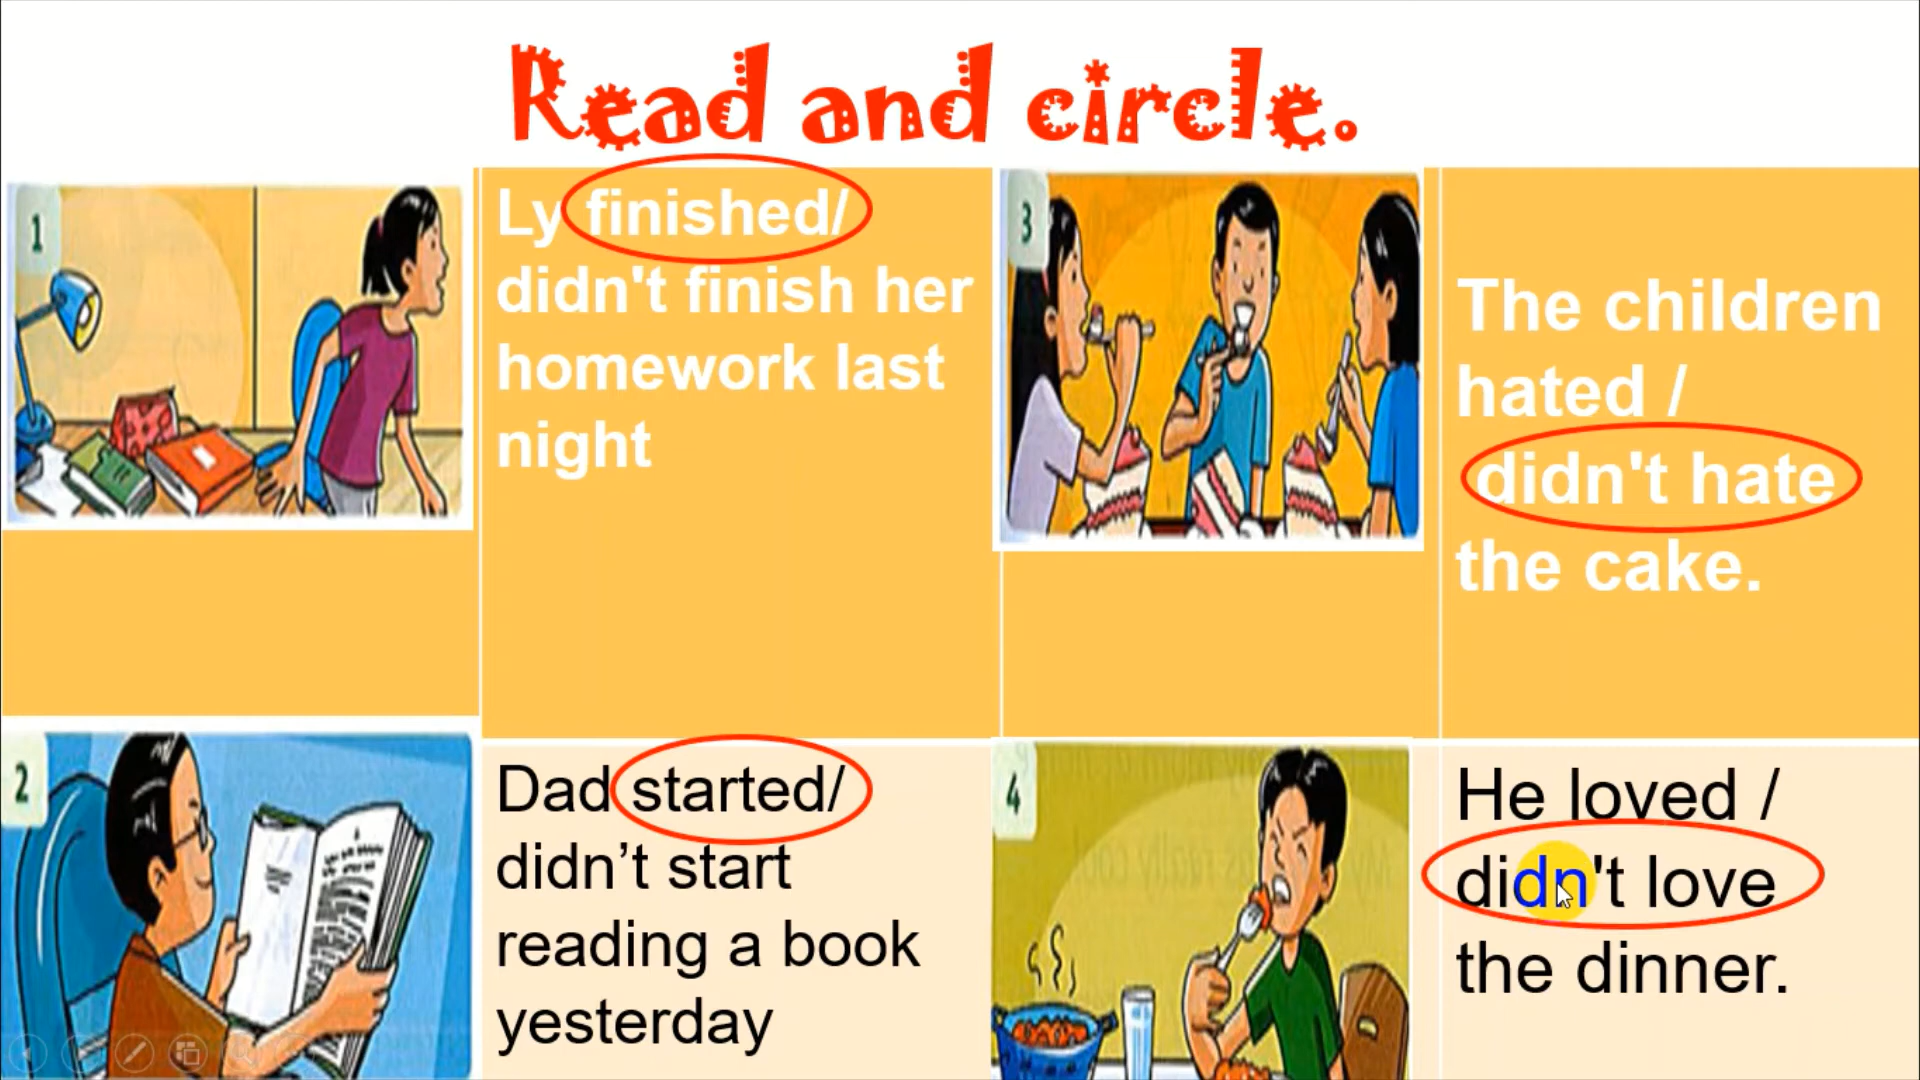 Read and circle.
1
Ly finished/
didn't finish her
homework last
night
2
Dad started/
didn’t start
reading a book
yesterday
3
The children
hated /
didn't hate
the cake.
4
He loved /
didn't love
the dinner.